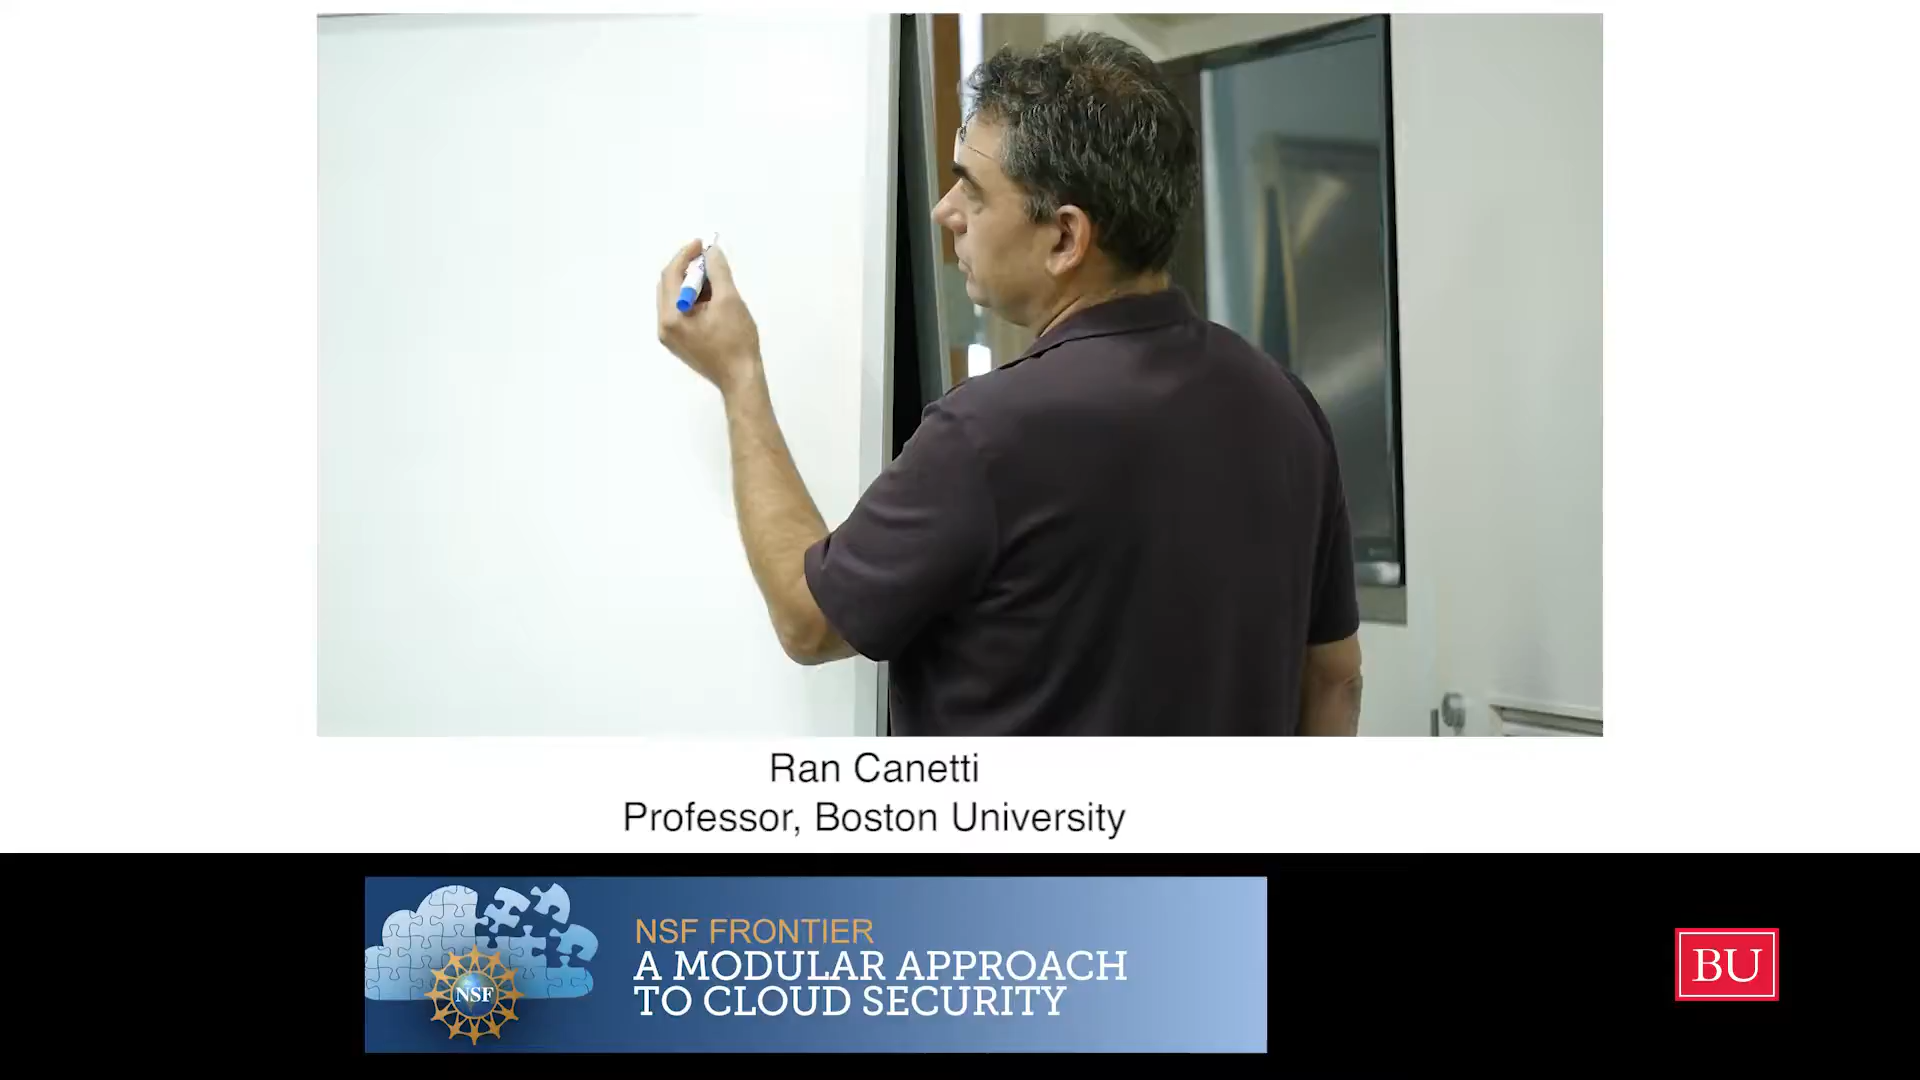 Ran Canetti
Professor, Boston University
NSF FRONTIER
A MODULAR APPROACH
TO CLOUD SECURITY
NSF
BU